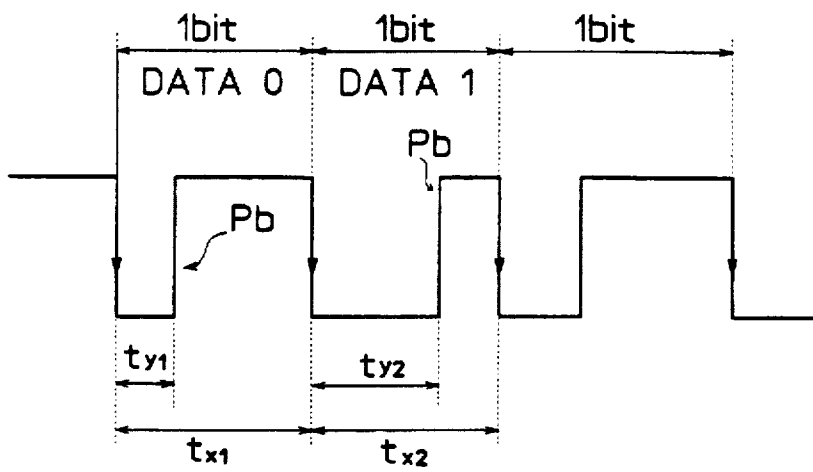 1bit 1bit 1bit
DATA 0 DATA 1
Pb
Pb
ty1 ty2
tx1 tx2